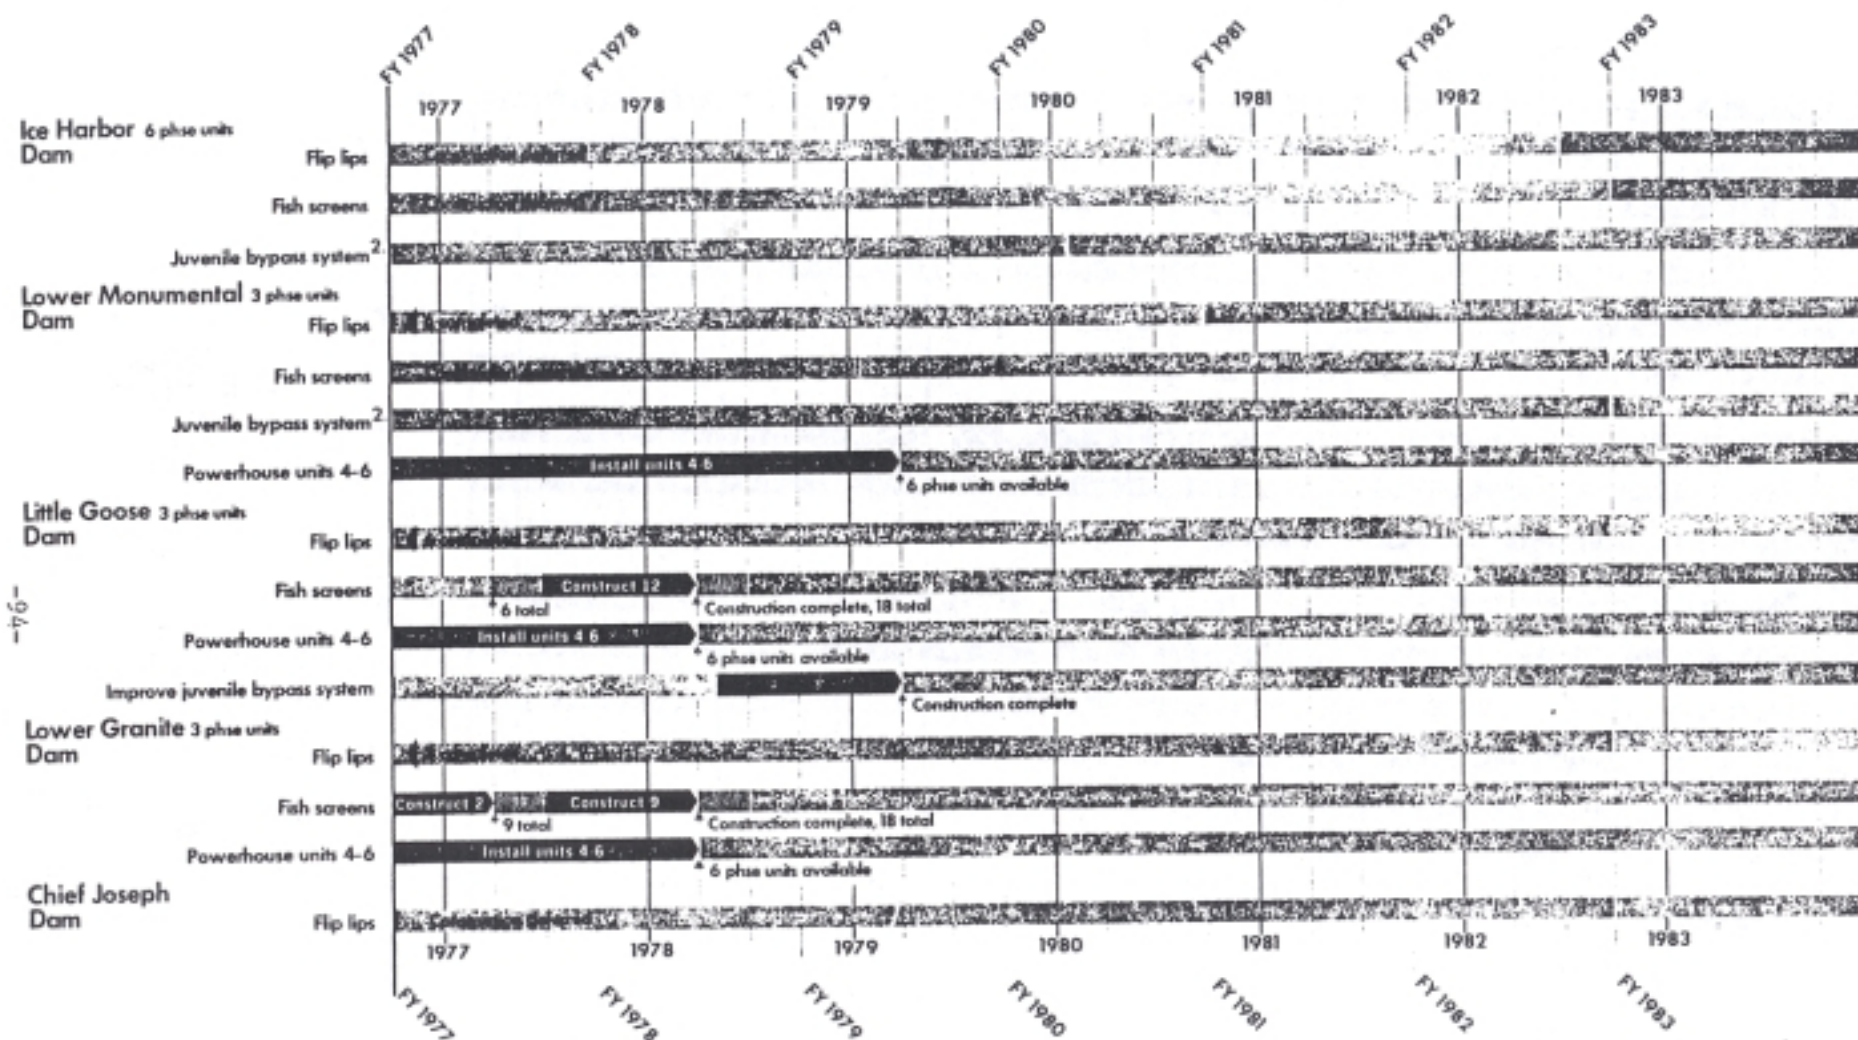 FY 1977 FY 1978 FY 1979 FY 1980 FY 1981 FY 1982 FY 1983
1977 1978 1979 1980 1981 1982 1983
Ice Harbor 6 phse units
Dam
Flip lips
Fish screens
Juvenile bypass system2.
Lower Monumental 3 phse units
Dam
Flip lips
Fish screens
Juvenile bypass system2.
Powerhouse units 4-6 Install units 4-6
6 phse units available
Little Goose 3 phse units
Dam
Flip lips
Fish screens Construct 12
6 total Construction complete, 18 total
Powerhouse units 4-6 Install units 4-6
6 phse units available
Improve juvenile bypass system
Construction complete
Lower Granite 3 phse units
Dam
Flip lips
Fish screens Construct 2 Construct 9
9 total Construction complete, 18 total
Powerhouse units 4-6 Install units 4-6
6 phse units available
Chief Joseph
Dam
Flip lips
1977 1978 1979 1980 1981 1982 1983
FY 1977 FY 1978 FY 1979 FY 1980 FY 1981 FY 1982 FY 1983
-94-